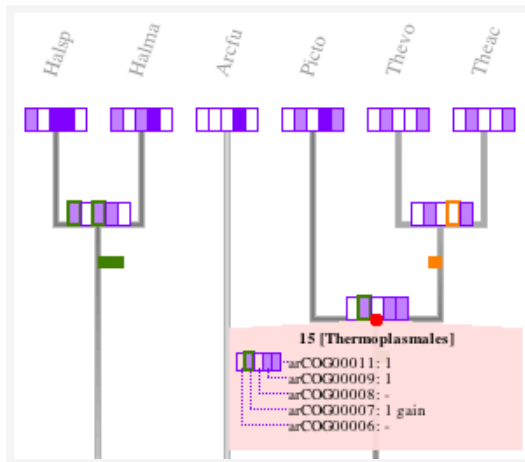 Halsp
Halma
Arcfu
Picto
Thevo
Theac
15 [Thermoplasmales]
arCOG00011: 1
arCOG00009: 1
arCOG00008: -
arCOG00007: 1 gain
arCOG00006: -